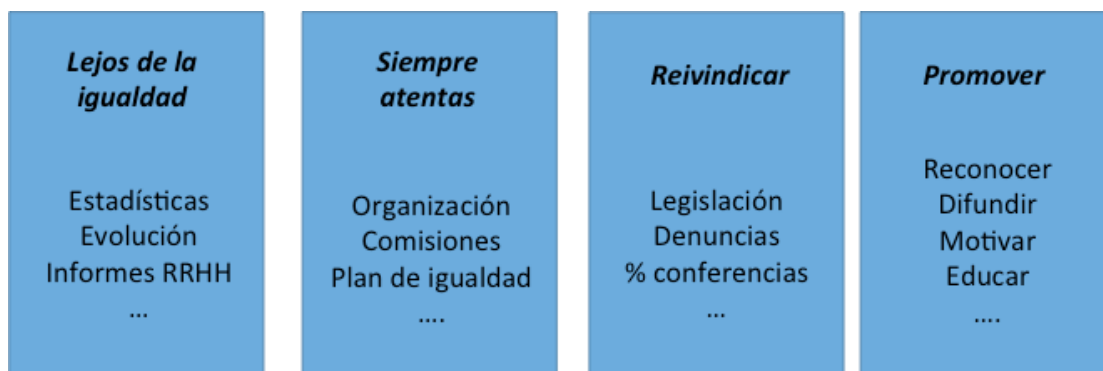 Lejos de la
igualdad
Estadísticas
Evolución
Informes RRHH
...
Siempre
atentas
Organización
Comisiones
Plan de igualdad
....
Reivindicar
Legislación
Denuncias
% conferencias
...
Promover
Reconocer
Difundir
Motivar
Educar
....